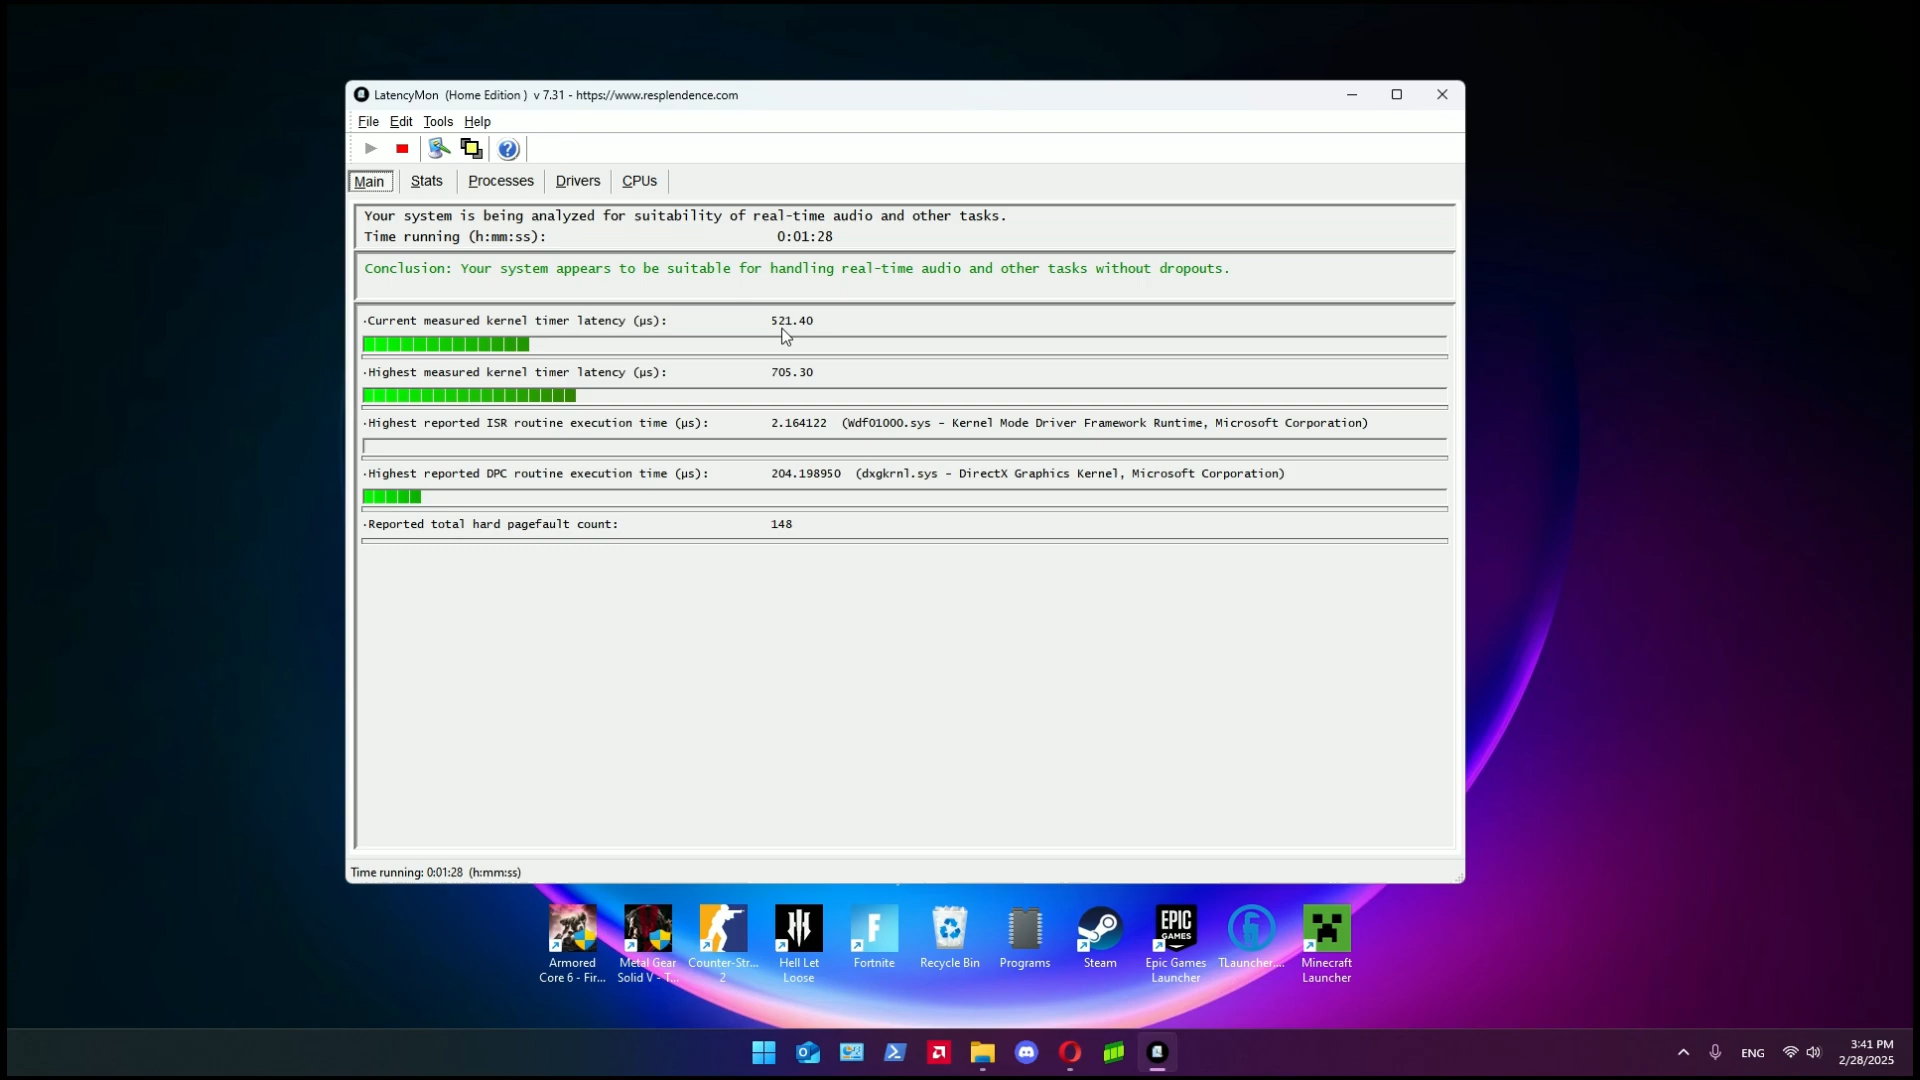 LatencyMon (Home Edition ) v 7.31 - https://www.resplendence.com
File Edit Tools Help
Main Stats Processes Drivers CPUs
Your system is being analyzed for suitability of real-time audio and other tasks.
Time running (h:mm:ss): 0:01:28
Conclusion: Your system appears to be suitable for handling real-time audio and other tasks without dropouts.
·Current measured kernel timer latency (µs): 521.40
·Highest measured kernel timer latency (µs): 705.30
·Highest reported ISR routine execution time (µs): 2.164122 (Wdf01000.sys - Kernel Mode Driver Framework Runtime, Microsoft Corporation)
·Highest reported DPC routine execution time (µs): 204.198950 (dxgkrnl.sys - DirectX Graphics Kernel, Microsoft Corporation)
·Reported total hard pagefault count: 148
Time running: 0:01:28 (h:mm:ss)
EPIC
GAMES
Armored Metal Gear Counter-Str... Hell Let Fortnite Recycle Bin Programs Steam Epic Games TLauncher.... Minecraft
Core 6 - Fir... Solid V - T... 2 Loose Launcher Launcher
ENG
3:41 PM
2/28/2025